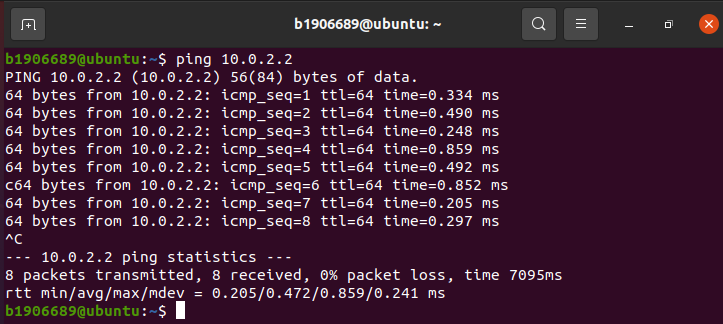 b1906689@ubuntu: ~
b1906689@ubuntu:~$ ping 10.0.2.2
PING 10.0.2.2 (10.0.2.2) 56(84) bytes of data.
64 bytes from 10.0.2.2: icmp_seq=1 ttl=64 time=0.334 ms
64 bytes from 10.0.2.2: icmp_seq=2 ttl=64 time=0.490 ms
64 bytes from 10.0.2.2: icmp_seq=3 ttl=64 time=0.248 ms
64 bytes from 10.0.2.2: icmp_seq=4 ttl=64 time=0.859 ms
64 bytes from 10.0.2.2: icmp_seq=5 ttl=64 time=0.492 ms
c64 bytes from 10.0.2.2: icmp_seq=6 ttl=64 time=0.852 ms
64 bytes from 10.0.2.2: icmp_seq=7 ttl=64 time=0.205 ms
64 bytes from 10.0.2.2: icmp_seq=8 ttl=64 time=0.297 ms
^C
--- 10.0.2.2 ping statistics ---
8 packets transmitted, 8 received, 0% packet loss, time 7095ms
rtt min/avg/max/mdev = 0.205/0.472/0.859/0.241 ms
b1906689@ubuntu:~$